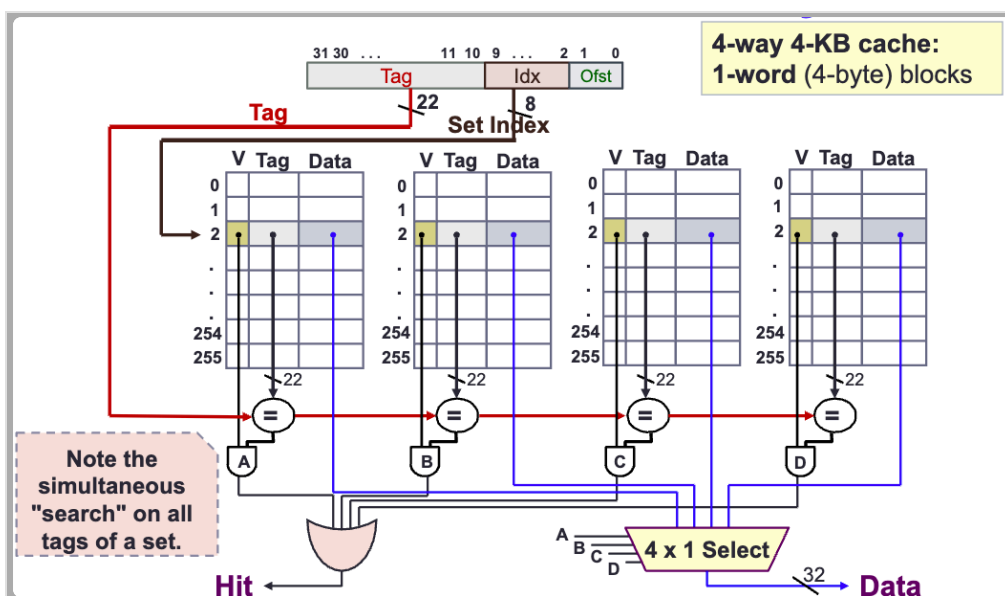 4-way 4-KB cache:
1-word (4-byte) blocks
31 30 . . . 11 10 9 . . . 2 1 0
Tag Idx Ofst
22 8
Tag
Set Index
V Tag Data V Tag Data V Tag Data V Tag Data
0 0 0 0
1 1 1 1
2 2 2 2
. . . .
. . . .
. . . .
254 254 254 254
255 255 255 255
22 22 22 22
= = = =
A B C D
Note the
simultaneous
"search" on all
tags of a set.
A
B
C
D
4 x 1 Select
32
Hit
Data